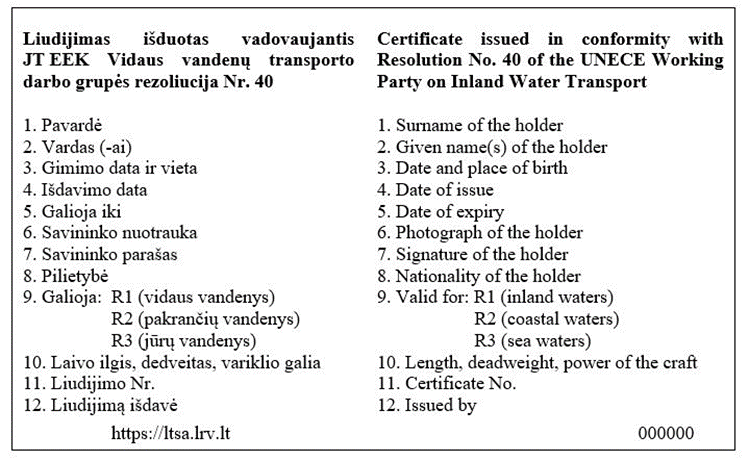 Liudijimas išduotas vadovaujantis
JT EEK Vidaus vandenų transporto
darbo grupės rezoliucija Nr. 40
1. Pavardė
2. Vardas (-ai)
3. Gimimo data ir vieta
4. Išdavimo data
5. Galioja iki
6. Savininko nuotrauka
7. Savininko parašas
8. Pilietybė
9. Galioja: R1 (vidaus vandenys)
R2 (pakrančių vandenys)
R3 (jūrų vandenys)
10. Laivo ilgis, dedveitas, variklio galia
11. Liudijimo Nr.
12. Liudijimą išdavė
https://ltsa.lrv.lt
Certificate issued in conformity with
Resolution No. 40 of the UNECE Working
Party on Inland Water Transport
1. Surname of the holder
2. Given name(s) of the holder
3. Date and place of birth
4. Date of issue
5. Date of expiry
6. Photograph of the holder
7. Signature of the holder
8. Nationality of the holder
9. Valid for: R1 (inland waters)
R2 (coastal waters)
R3 (sea waters)
10. Length, deadweight, power of the craft
11. Certificate No.
12. Issued by
000000